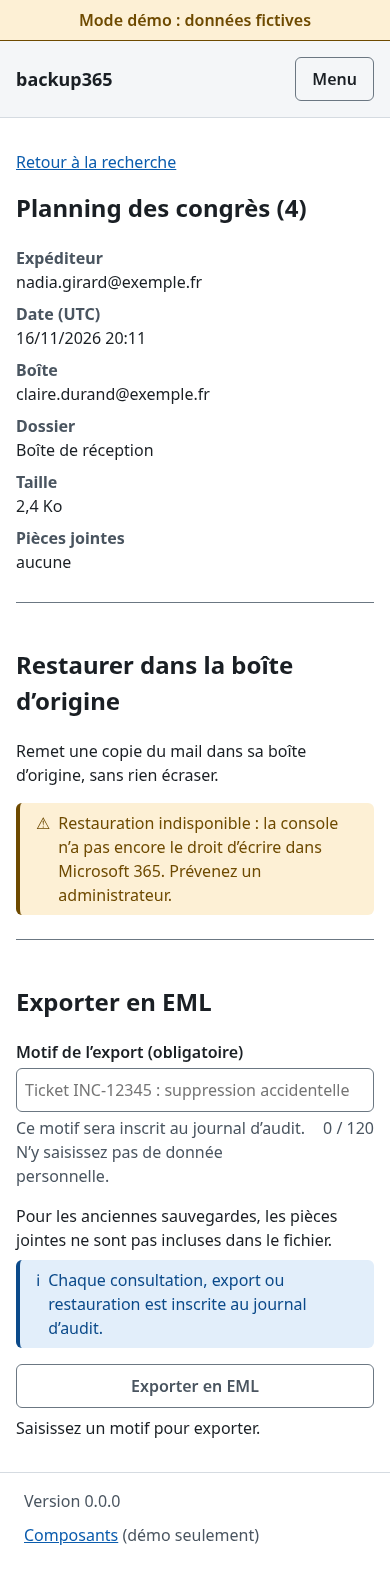 Mode démo : données fictives
backup365
Menu
Retour à la recherche
Planning des congrès (4)
Expéditeur
nadia.girard@exemple.fr
Date (UTC)
16/11/2026 20:11
Boîte
claire.durand@exemple.fr
Dossier
Boîte de réception
Taille
2,4 Ko
Pièces jointes
aucune
Restaurer dans la boîte
d’origine
Remet une copie du mail dans sa boîte
d’origine, sans rien écraser.
⚠ Restauration indisponible : la console
n’a pas encore le droit d’écrire dans
Microsoft 365. Prévenez un
administrateur.
Exporter en EML
Motif de l’export (obligatoire)
Ticket INC-12345 : suppression accidentelle
Ce motif sera inscrit au journal d’audit. 0 / 120
N’y saisissez pas de donnée
personnelle.
Pour les anciennes sauvegardes, les pièces
jointes ne sont pas incluses dans le fichier.
i Chaque consultation, export ou
restauration est inscrite au journal
d’audit.
Exporter en EML
Saisissez un motif pour exporter.
Version 0.0.0
Composants (démo seulement)